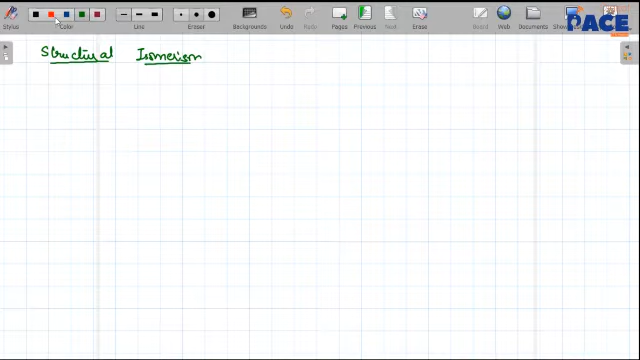 Stylus Color Line Eraser Backgrounds Undo Redo Pages Previous Next Erase Board Web Documents
PACE
Structural Isomerism